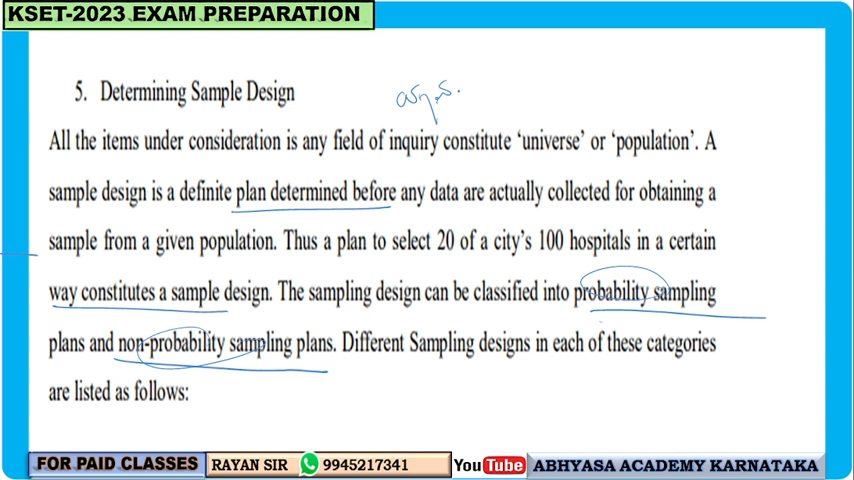 KSET-2023 EXAM PREPARATION
5. Determining Sample Design
All the items under consideration is any field of inquiry constitute ‘universe’ or ‘population’. A
sample design is a definite plan determined before any data are actually collected for obtaining a
sample from a given population. Thus a plan to select 20 of a city’s 100 hospitals in a certain
way constitutes a sample design. The sampling design can be classified into probability sampling
plans and non-probability sampling plans. Different Sampling designs in each of these categories
are listed as follows:
FOR PAID CLASSES RAYAN SIR 9945217341 YouTube ABHYASA ACADEMY KARNATAKA